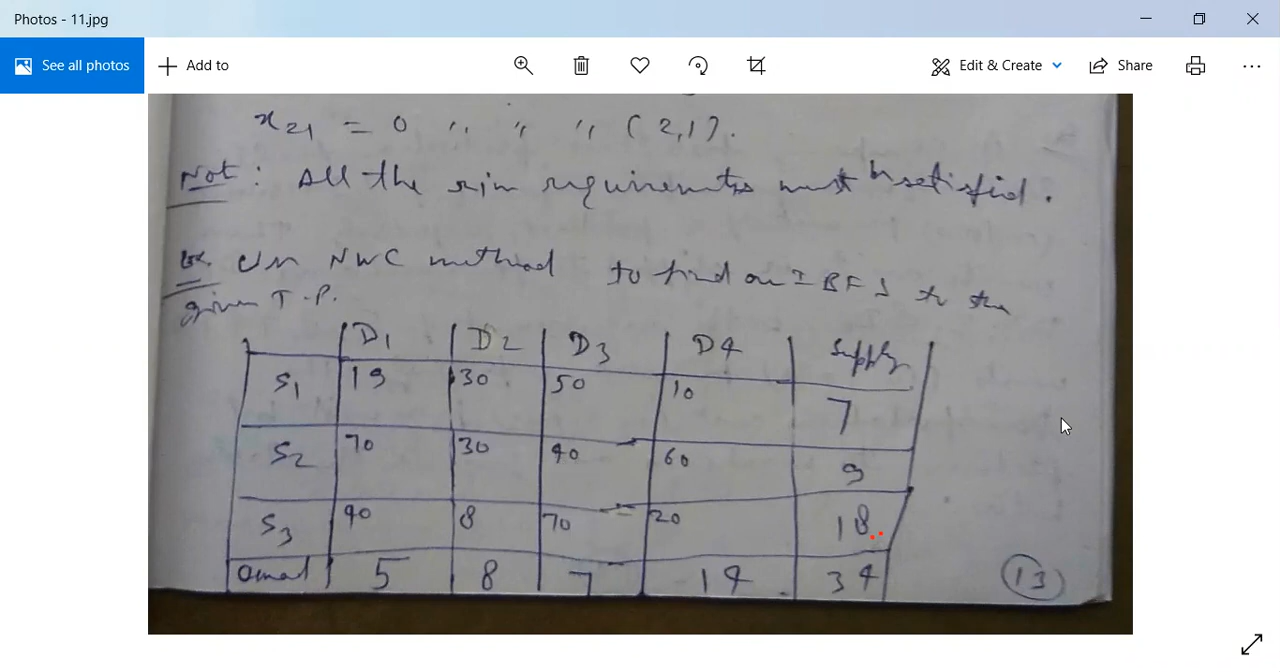 Photos - 11.jpg
See all photos
Add to
Edit & Create
Share
x21 = 0 " " " (2,1).
Not: All the rim requirements must be satisfied.
Ex. Use NWC method to find an IBFS to the
given T.P.
D1 D2 D3 D4 Supply
S1 19 30 50 10 7
S2 70 30 40 60 9
S3 40 8 70 20 18
5 8 7 14 34
13